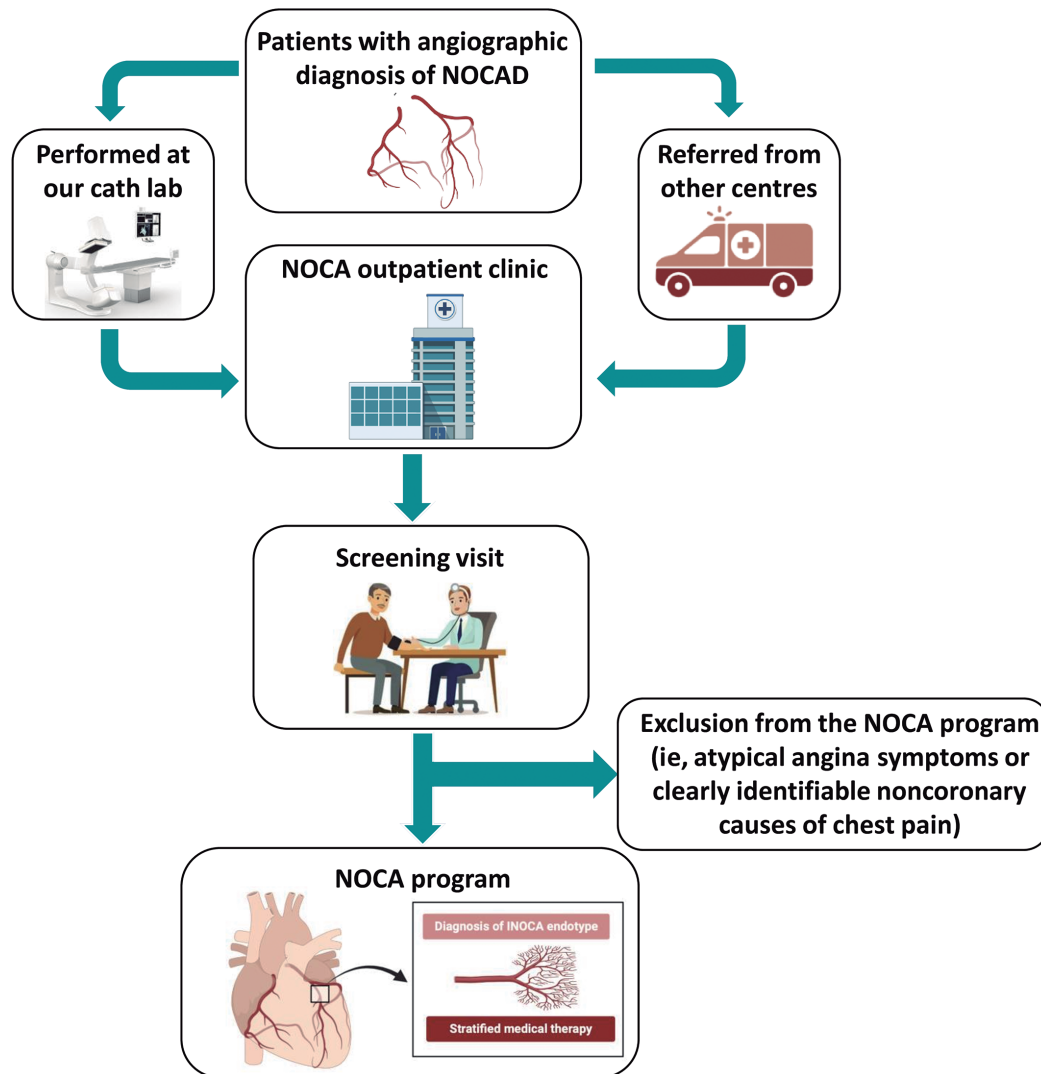 Patients with angiographic
diagnosis of NOCAD
Performed at
our cath lab
Referred from
other centres
NOCA outpatient clinic
Screening visit
Exclusion from the NOCA program
(ie, atypical angina symptoms or
clearly identifiable noncoronary
causes of chest pain)
NOCA program
Diagnosis of INOCA endotype
Stratified medical therapy